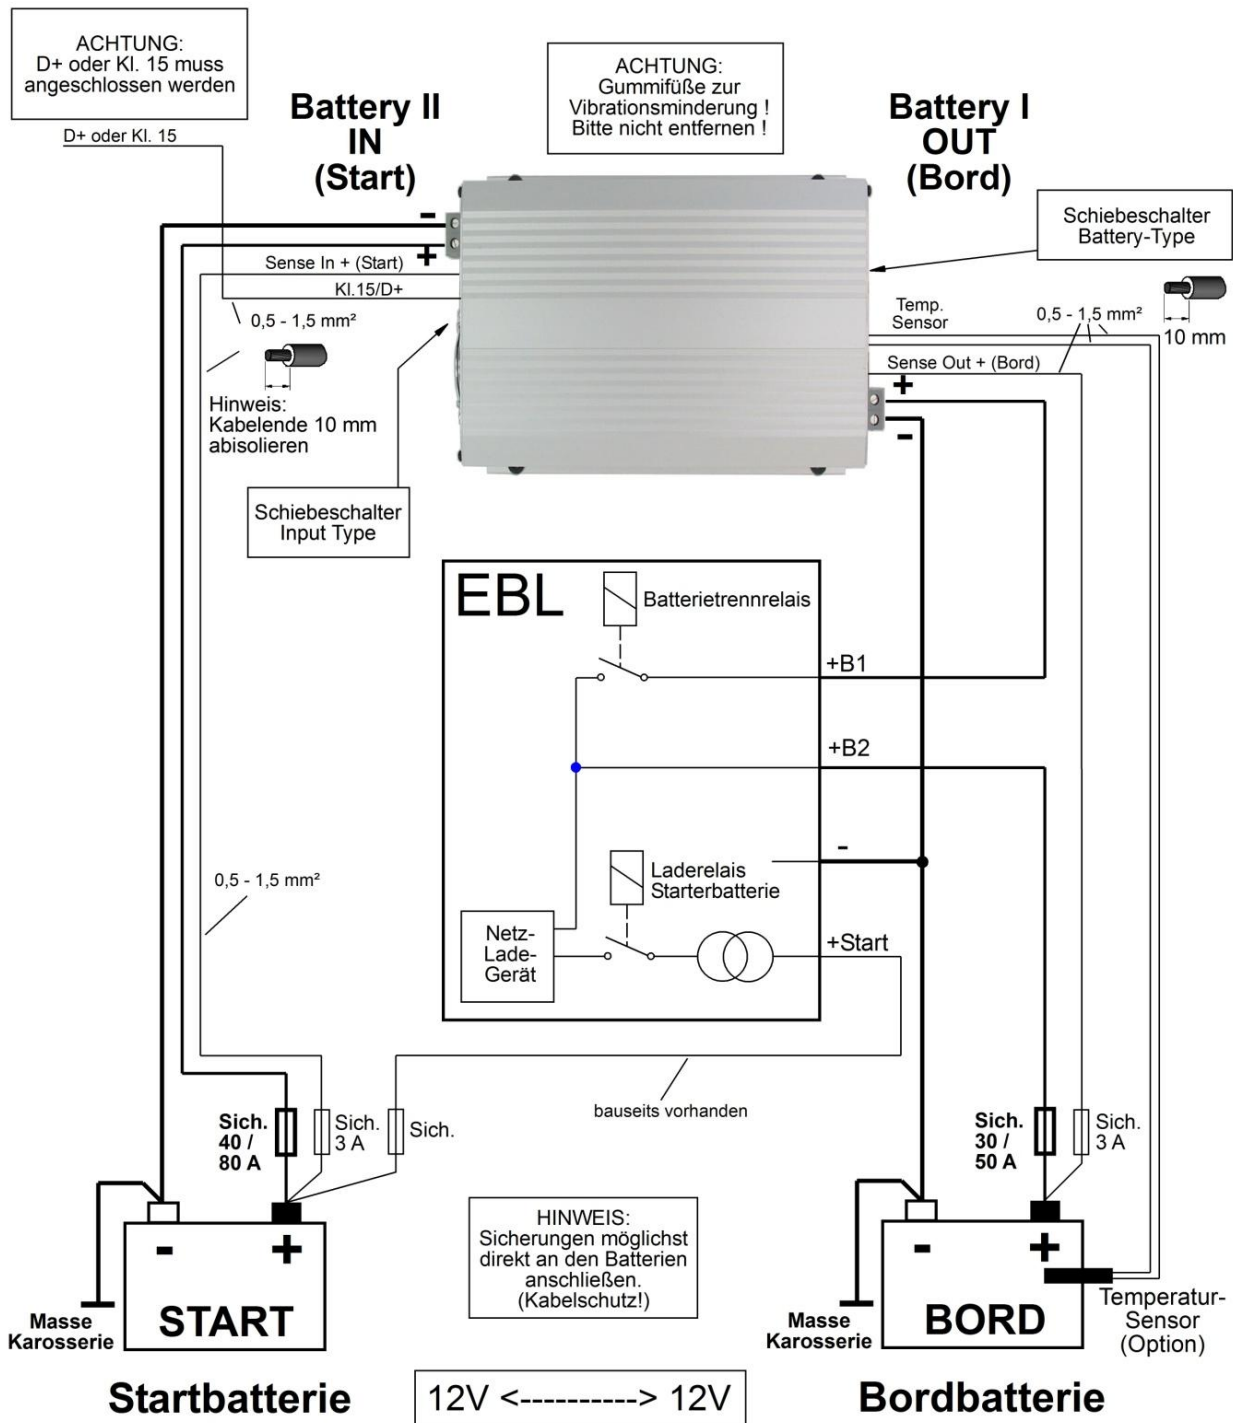 ACHTUNG:
D+ oder Kl. 15 muss
angeschlossen werden
D+ oder Kl. 15
Battery II
IN
(Start)
ACHTUNG:
Gummifüße zur
Vibrationsminderung !
Bitte nicht entfernen !
Battery I
OUT
(Bord)
Schiebeschalter
Battery-Type
-
+
Sense In + (Start)
Kl.15/D+
0,5 - 1,5 mm²
Hinweis:
Kabelende 10 mm
abisolieren
Schiebeschalter
Input Type
Temp.
Sensor
0,5 - 1,5 mm²
10 mm
Sense Out + (Bord)
+
-
EBL
Batterietrennrelais
+B1
+B2
-
Laderelais
Starterbatterie
Netz-
Lade-
Gerät
+Start
0,5 - 1,5 mm²
bauseits vorhanden
Sich.
40 /
80 A
Sich.
3 A
Sich.
Sich.
30 /
50 A
Sich.
3 A
HINWEIS:
Sicherungen möglichst
direkt an den Batterien
anschließen.
(Kabelschutz!)
- +
START
Masse
Karosserie
- +
BORD
Masse
Karosserie
Temperatur-
Sensor
(Option)
Startbatterie
12V <----------> 12V
Bordbatterie